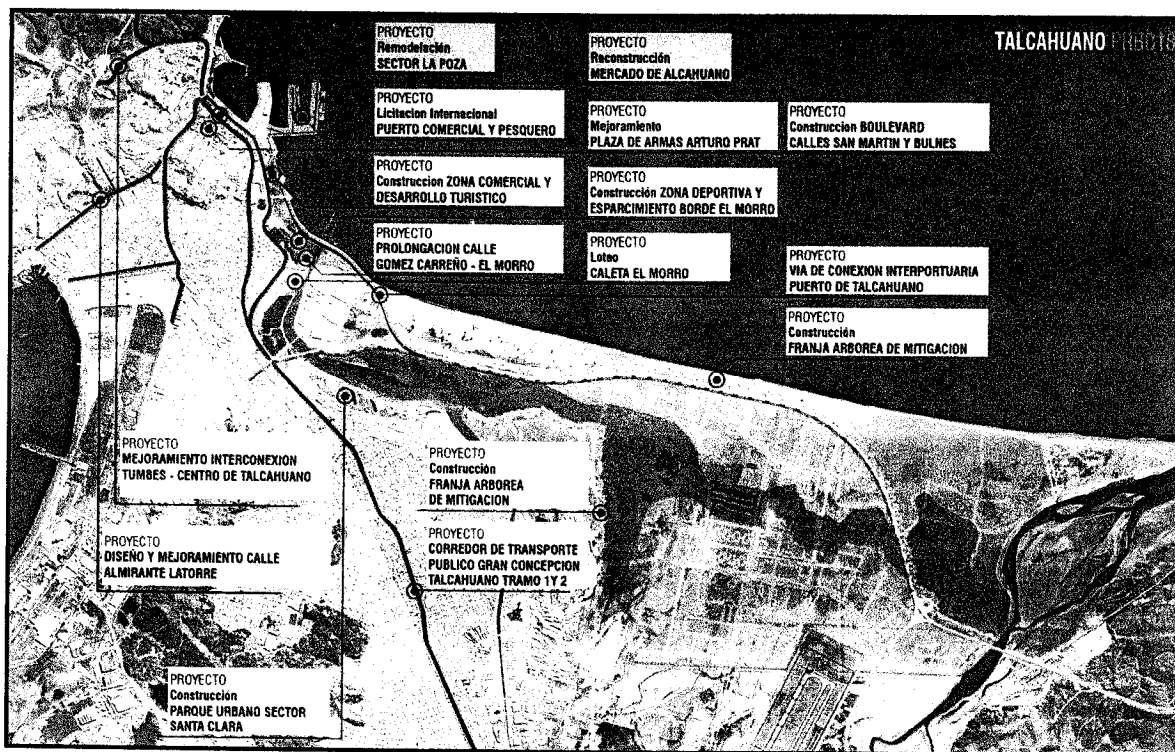 TALCAHUANO PRBC18
PROYECTO
Remodelación
SECTOR LA POZA
PROYECTO
Reconstrucción
MERCADO DE ALCAHUANO
PROYECTO
Licitacion Internacional
PUERTO COMERCIAL Y PESQUERO
PROYECTO
Mejoramiento
PLAZA DE ARMAS ARTURO PRAT
PROYECTO
Construccion BOULEVARD
CALLES SAN MARTIN Y BULNES
PROYECTO
Construccion ZONA COMERCIAL Y
DESARROLLO TURISTICO
PROYECTO
Construcción ZONA DEPORTIVA Y
ESPARCIMIENTO BORDE EL MORRO
PROYECTO
PROLONGACION CALLE
GOMEZ CARREÑO - EL MORRO
PROYECTO
Loteo
CALETA EL MORRO
PROYECTO
VIA DE CONEXION INTERPORTUARIA
PUERTO DE TALCAHUANO
PROYECTO
Construcción
FRANJA ARBOREA DE MITIGACION
PROYECTO
MEJORAMIENTO INTERCONEXION
TUMBES - CENTRO DE TALCAHUANO
PROYECTO
Construcción
FRANJA ARBOREA
DE MITIGACION
PROYECTO
DISEÑO Y MEJORAMIENTO CALLE
ALMIRANTE LATORRE
PROYECTO
CORREDOR DE TRANSPORTE
PUBLICO GRAN CONCEPCION
TALCAHUANO TRAMO 1Y 2
PROYECTO
Construcción
PARQUE URBANO SECTOR
SANTA CLARA